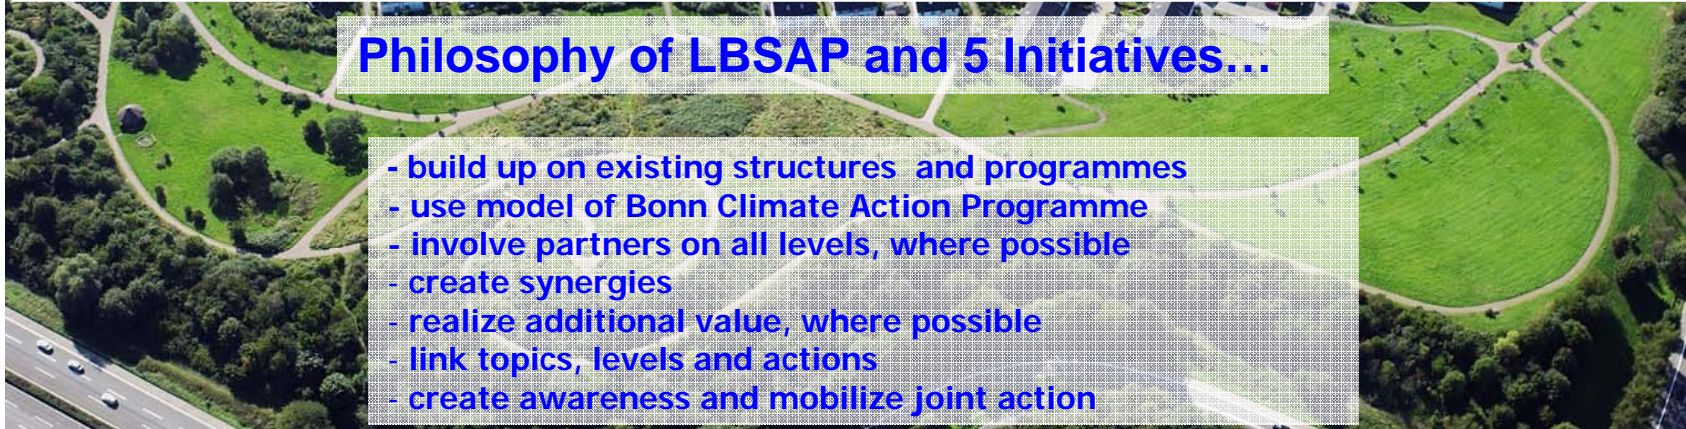 Philosophy of LBSAP and 5 Initiatives...
- build up on existing structures and programmes
- use model of Bonn Climate Action Programme
- involve partners on all levels, where possible
- create synergies
- realize additional value, where possible
- link topics, levels and actions
- create awareness and mobilize joint action